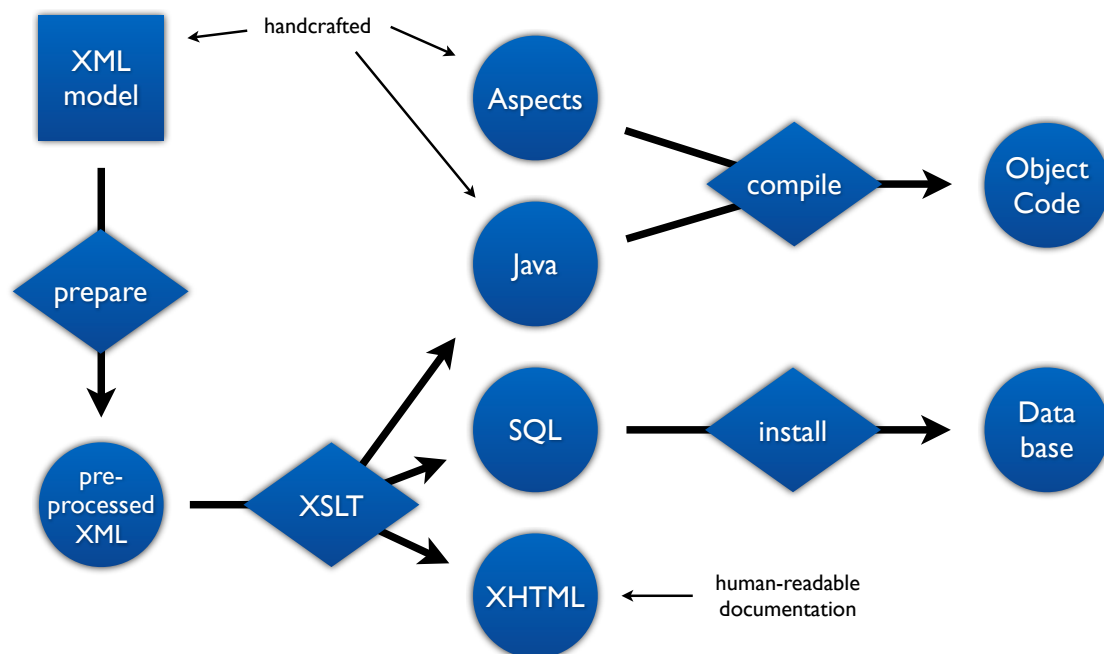 XML
model
handcrafted
Aspects
compile
Object
Code
Java
prepare
SQL
install
Data
base
pre-
processed
XML
XSLT
XHTML
human-readable
documentation